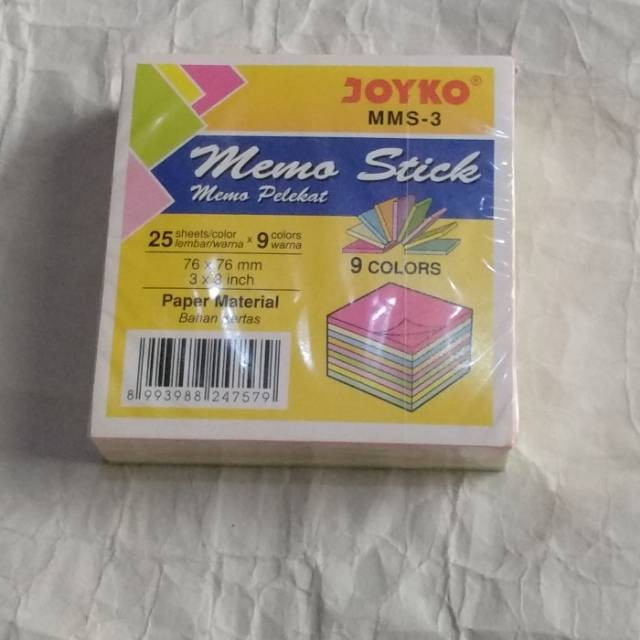 JOYKO®
MMS-3
Memo Stick
Memo Pelekat
25 sheets/color lembar/warna x 9 colors warna
76 x 76 mm
3 x 3 inch
Paper Material
Bahan Kertas
9 COLORS
8 993988 247579